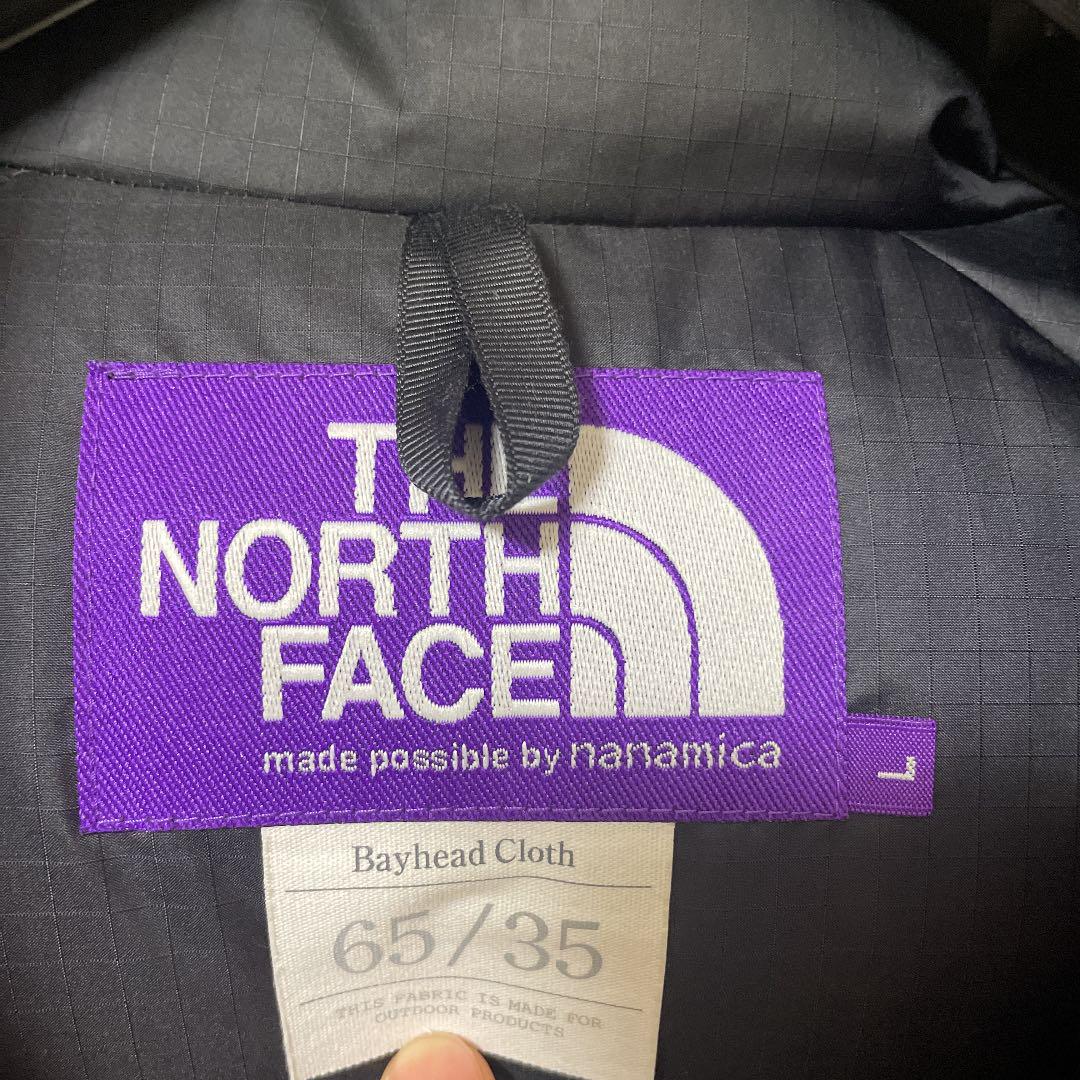 THE
NORTH
FACE
made possible by nanamica
L
Bayhead Cloth
65/35
THIS FABRIC IS MADE FOR
OUTDOOR PRODUCTS